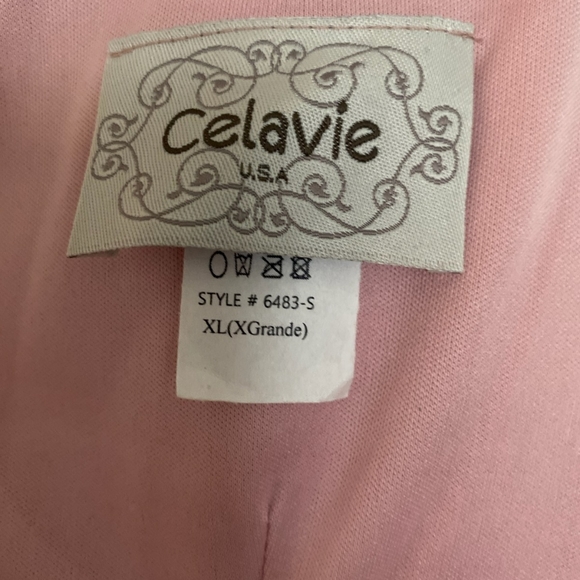 celavie
U.S.A
STYLE # 6483-S
XL(XGrande)